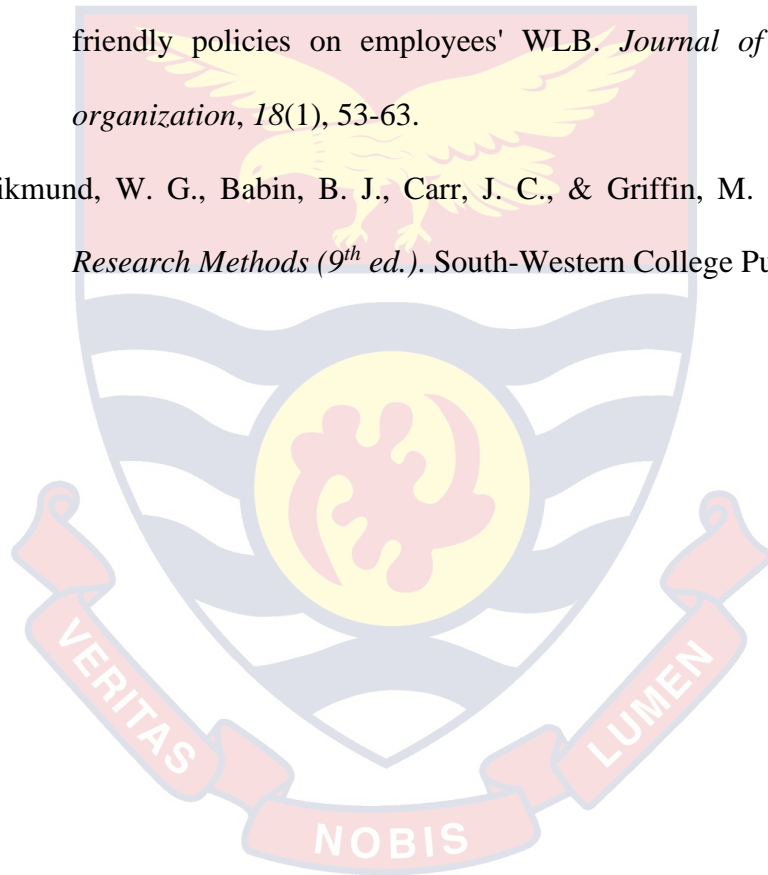 friendly policies on employees' WLB. Journal of
organization, 18(1), 53-63.
ikmund, W. G., Babin, B. J., Carr, J. C., & Griffin, M.
Research Methods (9th ed.). South-Western College Pu
VERITAS
NOBIS
LUMEN